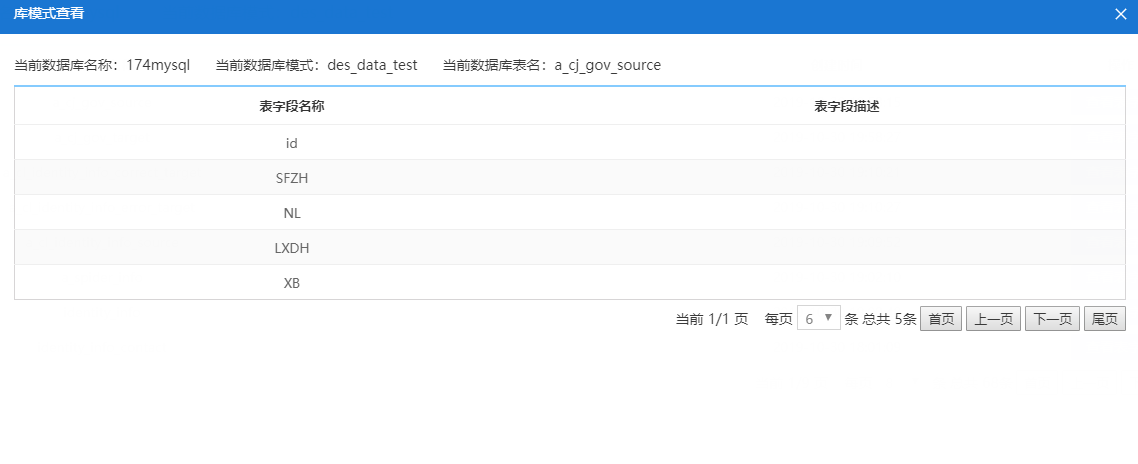 库模式查看
当前数据库名称：174mysql 当前数据库模式：des_data_test 当前数据库表名：a_cj_gov_source
表字段名称 表字段描述
id
SFZH
NL
LXDH
XB
当前 1/1 页 每页 6 条 总共 5条 首页 上一页 下一页 尾页